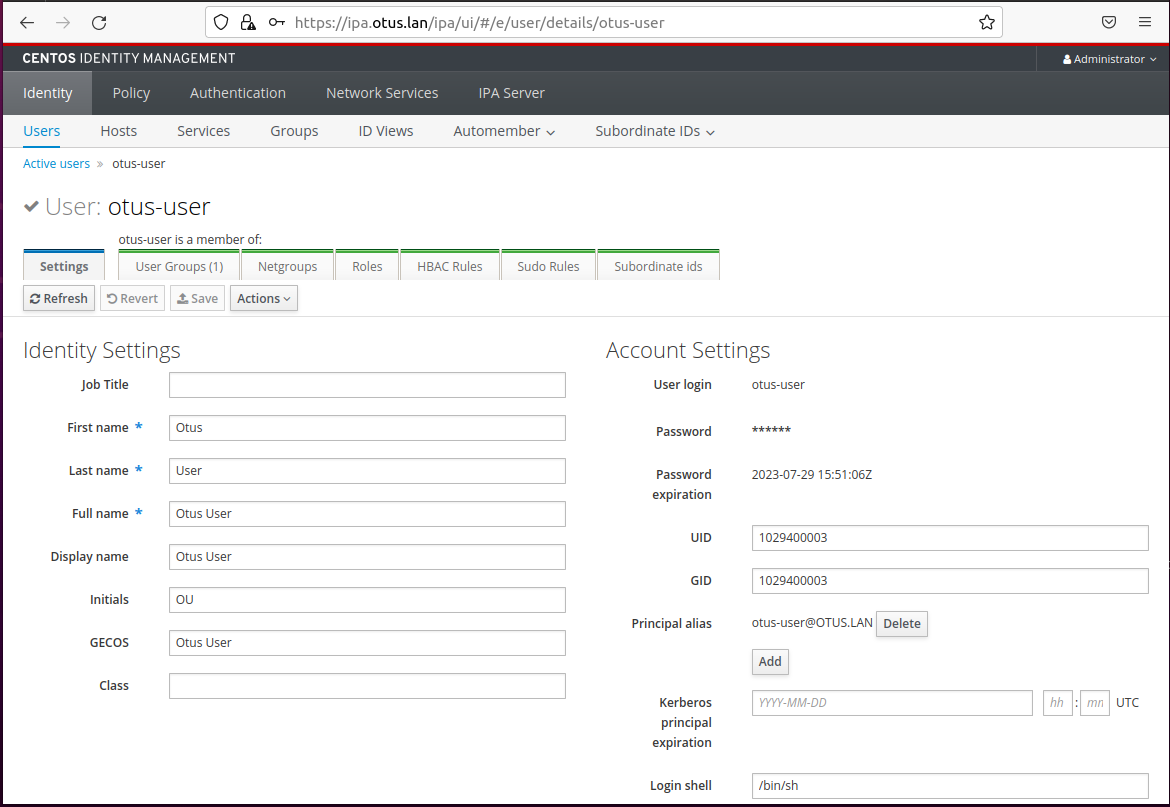 https://ipa.otus.lan/ipa/ui/#/e/user/details/otus-user
CENTOS IDENTITY MANAGEMENT
Administrator
Identity Policy Authentication Network Services IPA Server
Users Hosts Services Groups ID Views Automember Subordinate IDs
Active users » otus-user
User: otus-user
otus-user is a member of:
Settings User Groups (1) Netgroups Roles HBAC Rules Sudo Rules Subordinate ids
Refresh Revert Save Actions
Identity Settings
Job Title
First name * Otus
Last name * User
Full name * Otus User
Display name Otus User
Initials OU
GECOS Otus User
Class
Account Settings
User login otus-user
Password ******
Password expiration 2023-07-29 15:51:06Z
UID 1029400003
GID 1029400003
Principal alias otus-user@OTUS.LAN Delete
Add
Kerberos principal expiration YYYY-MM-DD hh : mm UTC
Login shell /bin/sh